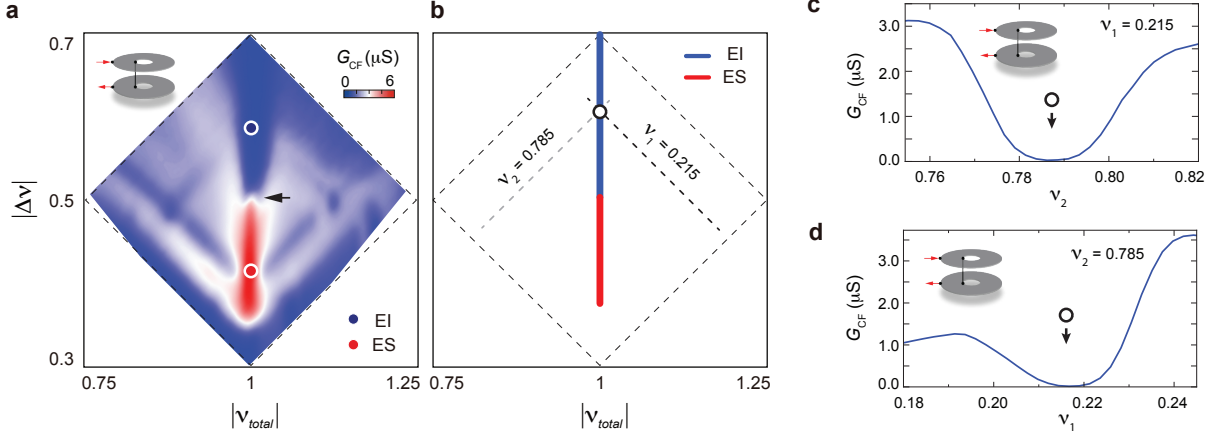 a
0.7
0.5
0.3
|Δν|
G_CF (μS)
0 6
EI
ES
0.75 1 1.25
|ν_total|
b
EI
ES
ν_2 = 0.785
ν_1 = 0.215
0.75 1 1.25
|ν_total|
c
G_CF (μS)
3.0
2.0
1.0
0.0
ν_1 = 0.215
0.76 0.78 0.80 0.82
ν_2
d
G_CF (μS)
3.0
2.0
1.0
0.0
ν_2 = 0.785
0.18 0.20 0.22 0.24
ν_1